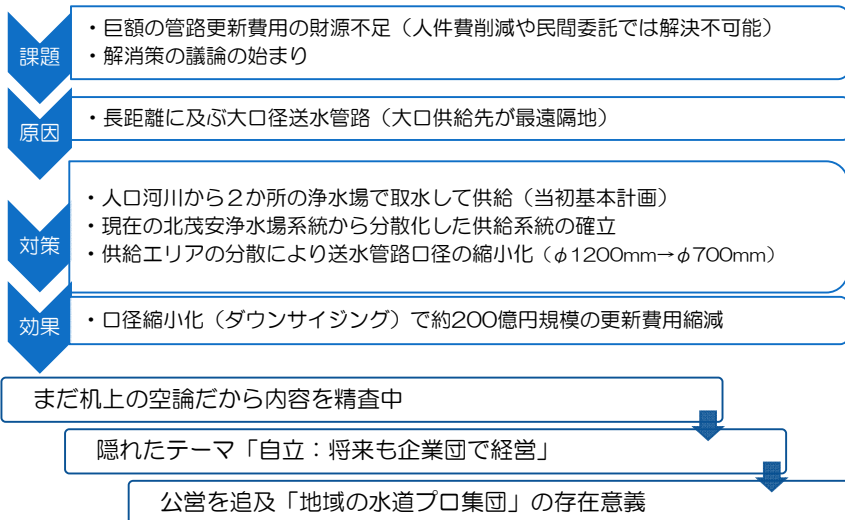 課題
・巨額の管路更新費用の財源不足（人件費削減や民間委託では解決不可能）
・解消策の議論の始まり
原因
・長距離に及ぶ大口径送水管路（大口供給先が最遠隔地）
対策
・人口河川から２か所の浄水場で取水して供給（当初基本計画）
・現在の北茂安浄水場系統から分散化した供給系統の確立
・供給エリアの分散により送水管路口径の縮小化（φ1200mm→φ700mm）
効果
・口径縮小化（ダウンサイジング）で約200億円規模の更新費用縮減
まだ机上の空論だから内容を精査中
隠れたテーマ「自立：将来も企業団で経営」
公営を追及「地域の水道プロ集団」の存在意義